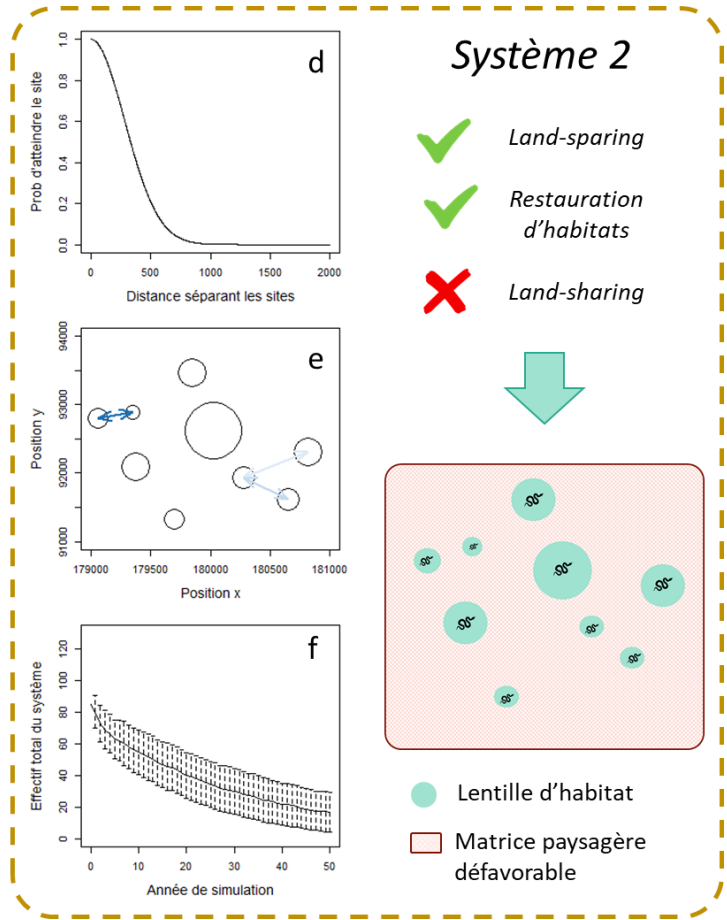 d
1.0
0.8
0.6
0.4
0.2
0.0
Prob d'atteindre le site
0 500 1000 1500 2000
Distance séparant les sites
e
94000
93000
92000
91000
Position y
179000 179500 180000 180500 181000
Position x
f
120
100
80
60
40
20
0
Effectif total du système
0 10 20 30 40 50
Année de simulation
Système 2
Land-sparing
Restauration
d'habitats
Land-sharing
Lentille d'habitat
Matrice paysagère
défavorable